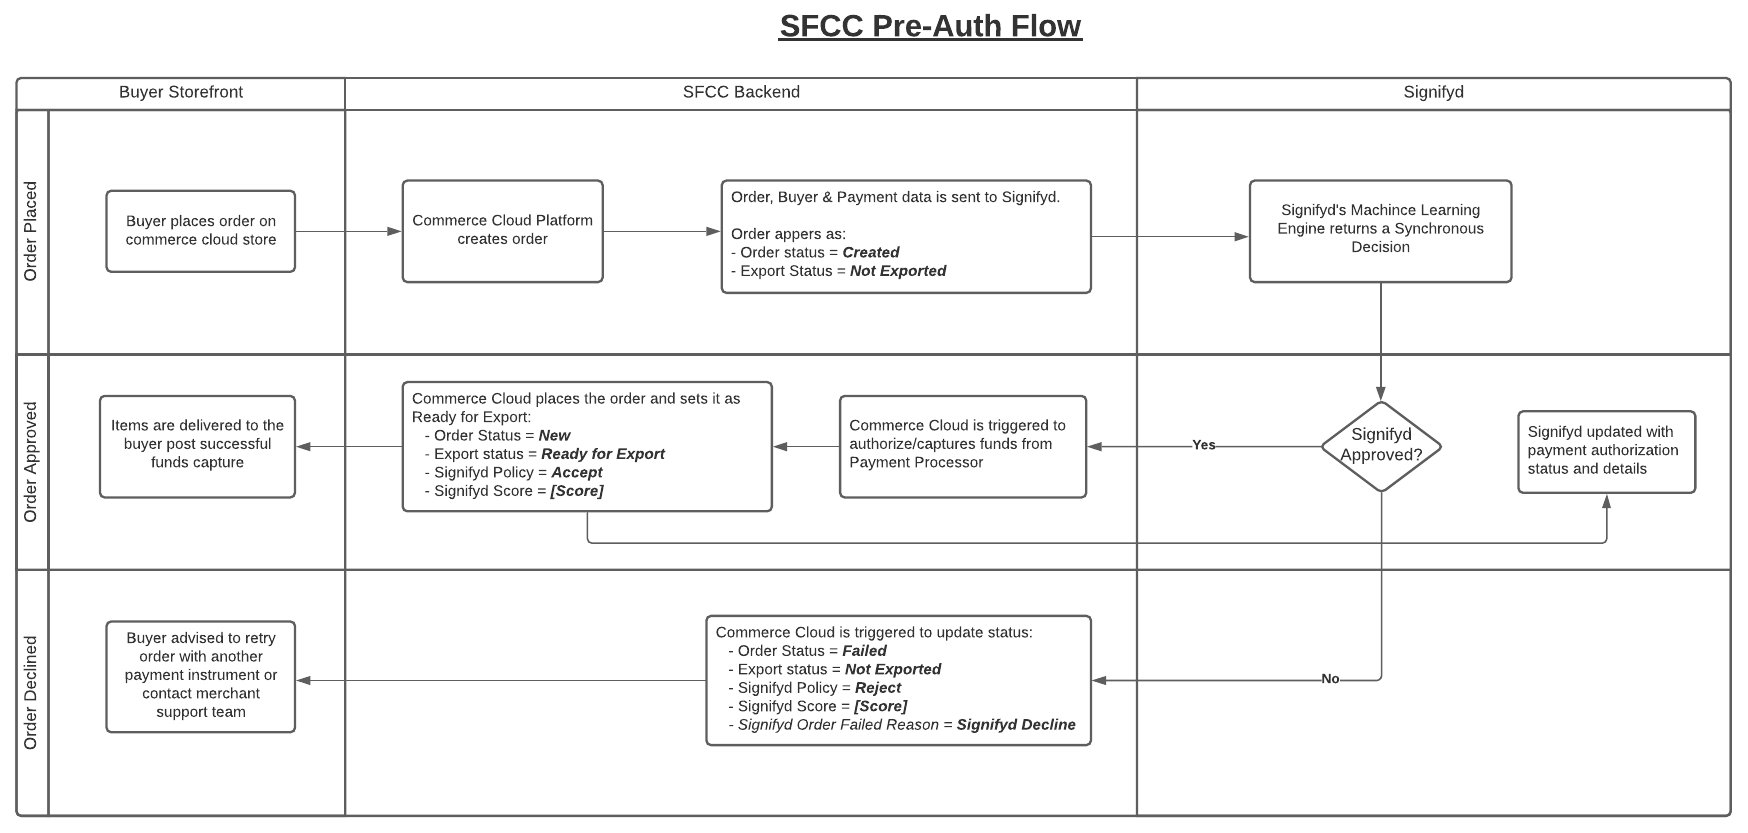 SFCC Pre-Auth Flow
Buyer Storefront
SFCC Backend
Signifyd
Order Placed
Buyer places order on
commerce cloud store
Commerce Cloud Platform
creates order
Order, Buyer & Payment data is sent to Signifyd.
Order appers as:
- Order status = Created
- Export Status = Not Exported
Signifyd's Machince Learning
Engine returns a Synchronous
Decision
Order Approved
Items are delivered to the
buyer post successful
funds capture
Commerce Cloud places the order and sets it as
Ready for Export:
- Order Status = New
- Export status = Ready for Export
- Signifyd Policy = Accept
- Signifyd Score = [Score]
Commerce Cloud is triggered to
authorize/captures funds from
Payment Processor
Yes
Signifyd
Approved?
Signifyd updated with
payment authorization
status and details
Order Declined
Buyer advised to retry
order with another
payment instrument or
contact merchant
support team
Commerce Cloud is triggered to update status:
- Order Status = Failed
- Export status = Not Exported
- Signifyd Policy = Reject
- Signifyd Score = [Score]
- Signifyd Order Failed Reason = Signifyd Decline
No